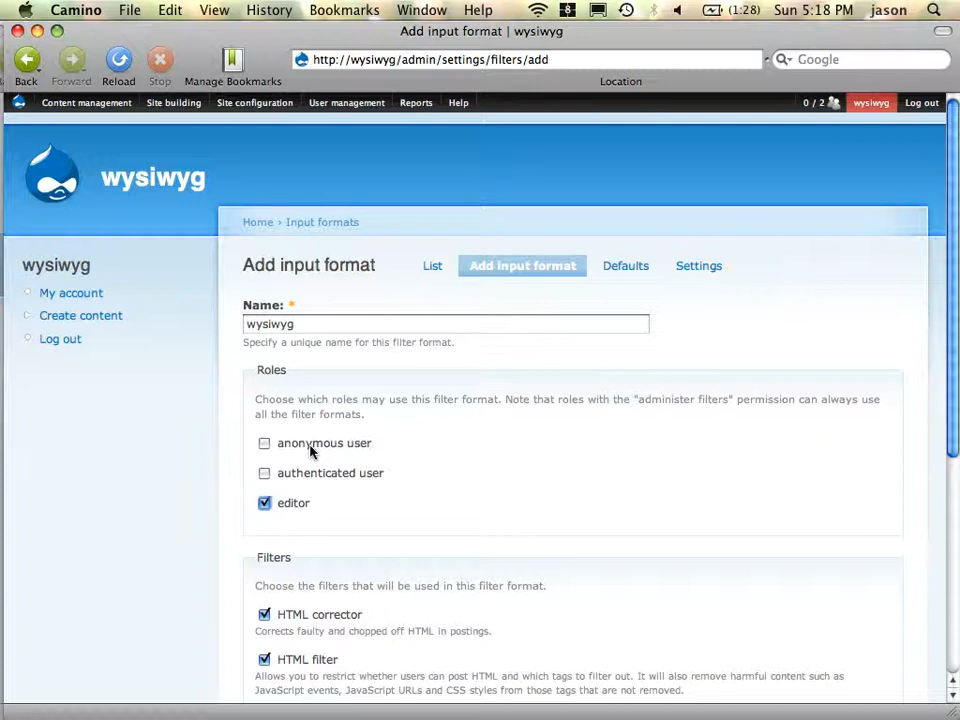 Camino File Edit View History Bookmarks Window Help (1:28) Sun 5:18 PM jason
Add input format | wysiwyg
http://wysiwyg/admin/settings/filters/add Google
Back Forward Reload Stop Manage Bookmarks Location Search
Content management Site building Site configuration User management Reports Help 0 / 2 wysiwyg Log out
wysiwyg
Home › Input formats
wysiwyg
My account
Create content
Log out
Add input format List Add input format Defaults Settings
Name: *
wysiwyg
Specify a unique name for this filter format.
Roles
Choose which roles may use this filter format. Note that roles with the "administer filters" permission can always use
all the filter formats.
anonymous user
authenticated user
editor
Filters
Choose the filters that will be used in this filter format.
HTML corrector
Corrects faulty and chopped off HTML in postings.
HTML filter
Allows you to restrict whether users can post HTML and which tags to filter out. It will also remove harmful content such as
JavaScript events, JavaScript URLs and CSS styles from those tags that are not removed.